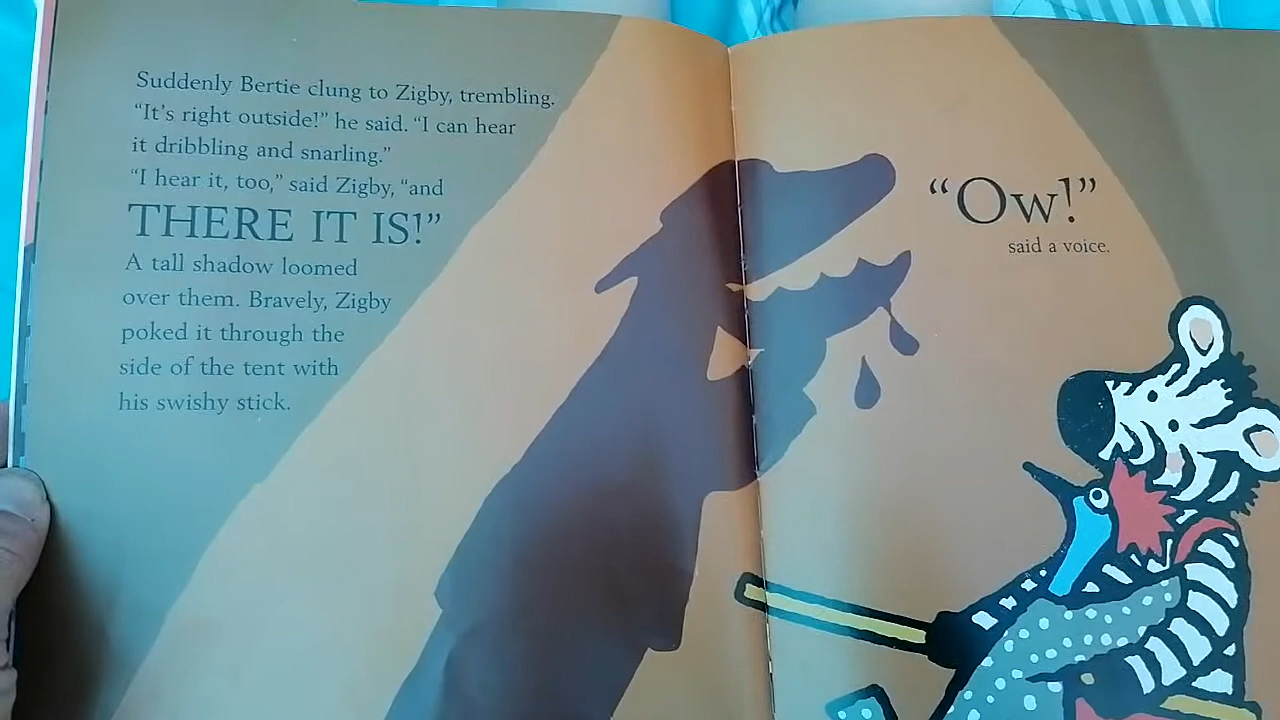 Suddenly Bertie clung to Zigby, trembling.
“It’s right outside!” he said. “I can hear
it dribbling and snarling.”
“I hear it, too,” said Zigby, “and
THERE IT IS!”
A tall shadow loomed
over them. Bravely, Zigby
poked it through the
side of the tent with
his swishy stick.
“Ow!”
said a voice.